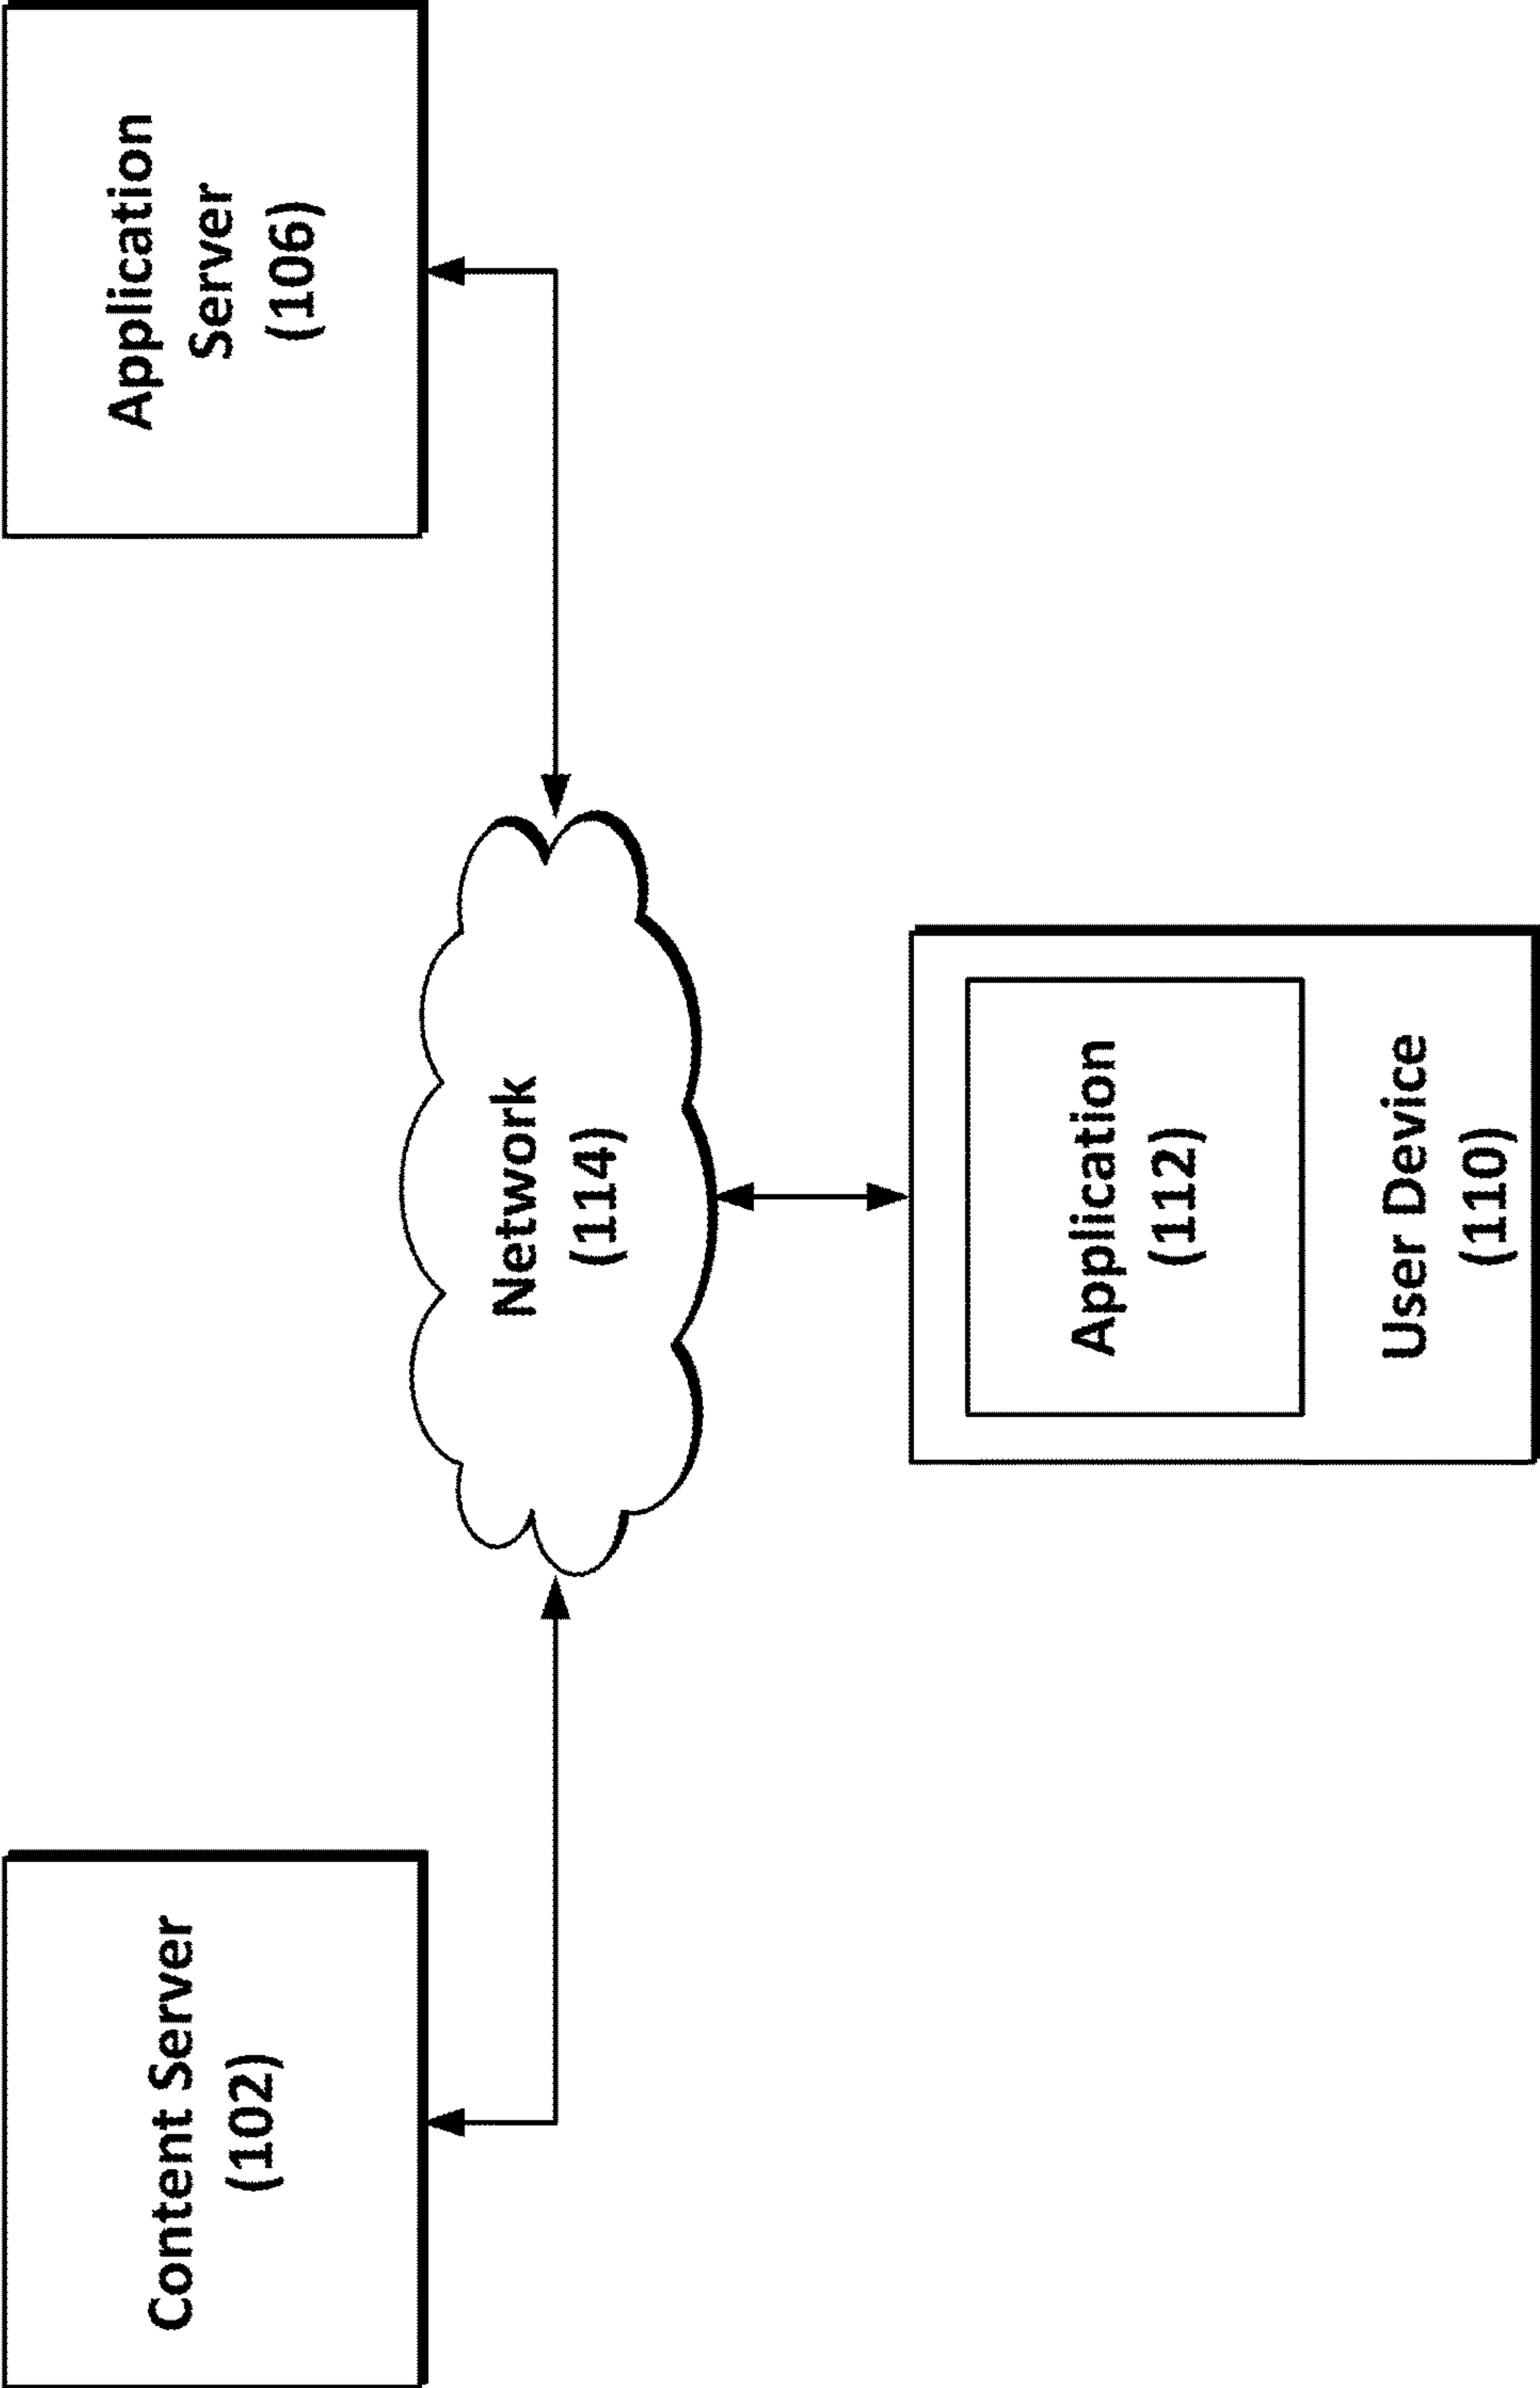 Content Server
(102)
Application
Server
(106)
Network
(114)
Application
(112)
User Device
(110)